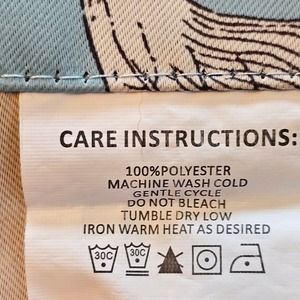 CARE INSTRUCTIONS:
100%POLYESTER
MACHINE WASH COLD
GENTLE CYCLE
DO NOT BLEACH
TUMBLE DRY LOW
IRON WARM HEAT AS DESIRED
30C 30C